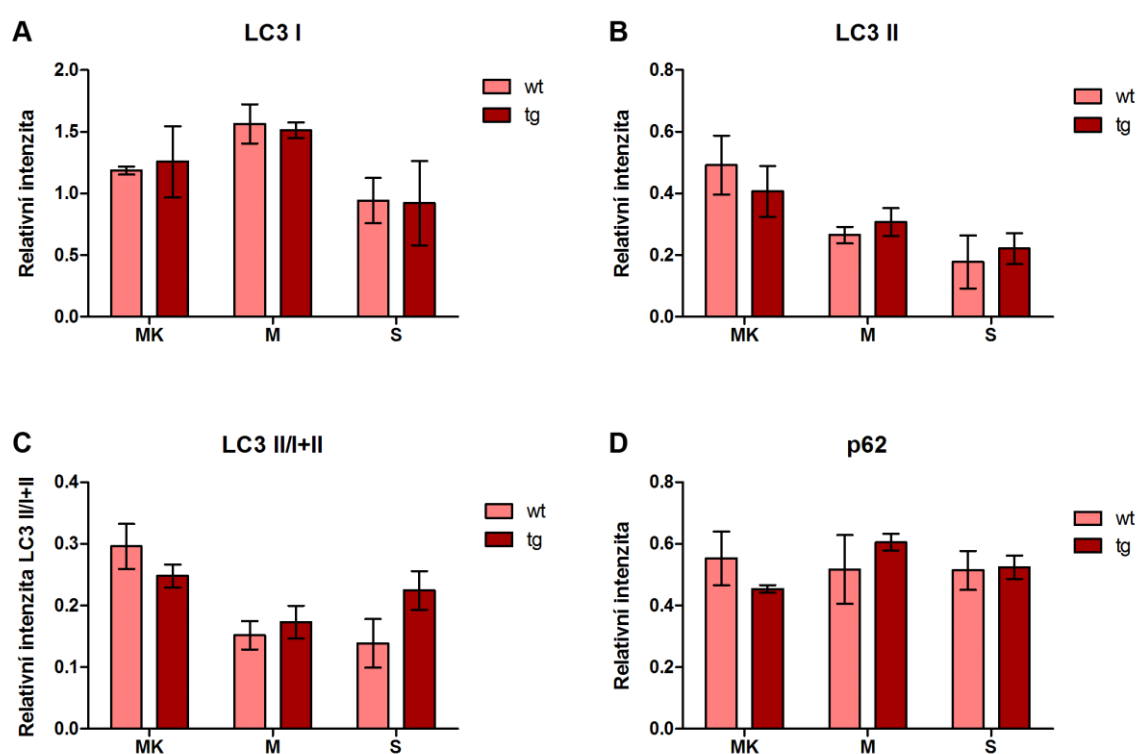 A
LC3 I
Relativní intenzita
2.0
1.5
1.0
0.5
0.0
MK M S
wt
tg
B
LC3 II
Relativní intenzita
0.8
0.6
0.4
0.2
0.0
MK M S
wt
tg
C
LC3 II/I+II
Relativní intenzita LC3 II/I+II
0.4
0.3
0.2
0.1
0.0
MK M S
wt
tg
D
p62
Relativní intenzita
0.8
0.6
0.4
0.2
0.0
MK M S
wt
tg